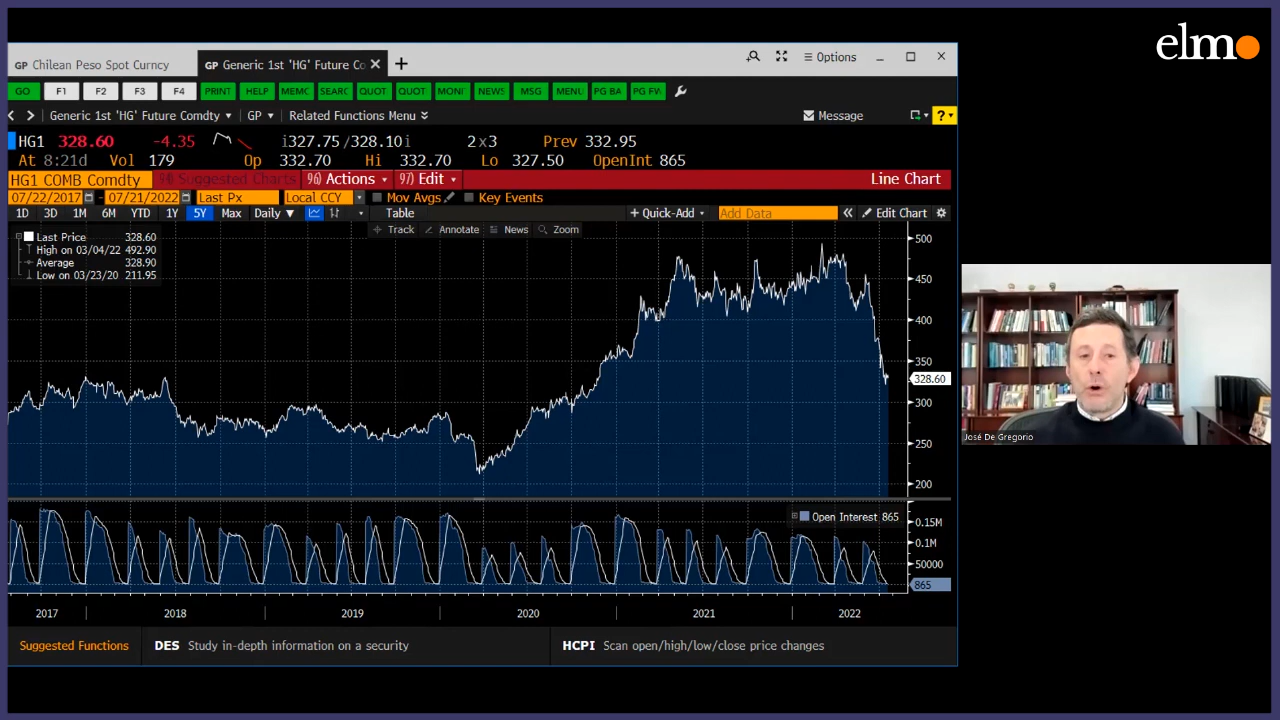 elmo
GP Chilean Peso Spot Curncy
GP Generic 1st 'HG' Future Co
Options
GO F1 F2 F3 F4 PRINT HELP MEMC SEARC QUOT QUOT MONI NEWS MSG MENU PG BA PG FW
Generic 1st 'HG' Future Comdty GP Related Functions Menu Message ?
HG1 328.60 -4.35 i327.75/328.10i 2x3 Prev 332.95
At 8:21d Vol 179 Op 332.70 Hi 332.70 Lo 327.50 OpenInt 865
HG1 COMB Comdty 94) Suggested Charts 96) Actions 97) Edit Line Chart
07/22/2017 - 07/21/2022 Last Px Local CCY Mov Avgs Key Events
1D 3D 1M 6M YTD 1Y 5Y Max Daily ▼ Table + Quick-Add Add Data « Edit Chart
Track Annotate News Zoom
Last Price 328.60
High on 03/04/22 492.90
Average 328.90
Low on 03/23/20 211.95
500
450
400
350
328.60
300
250
200
José De Gregorio
Open Interest 865
0.15M
0.1M
50000
865
2017 2018 2019 2020 2021 2022
Suggested Functions DES Study in-depth information on a security HCPI Scan open/high/low/close price changes